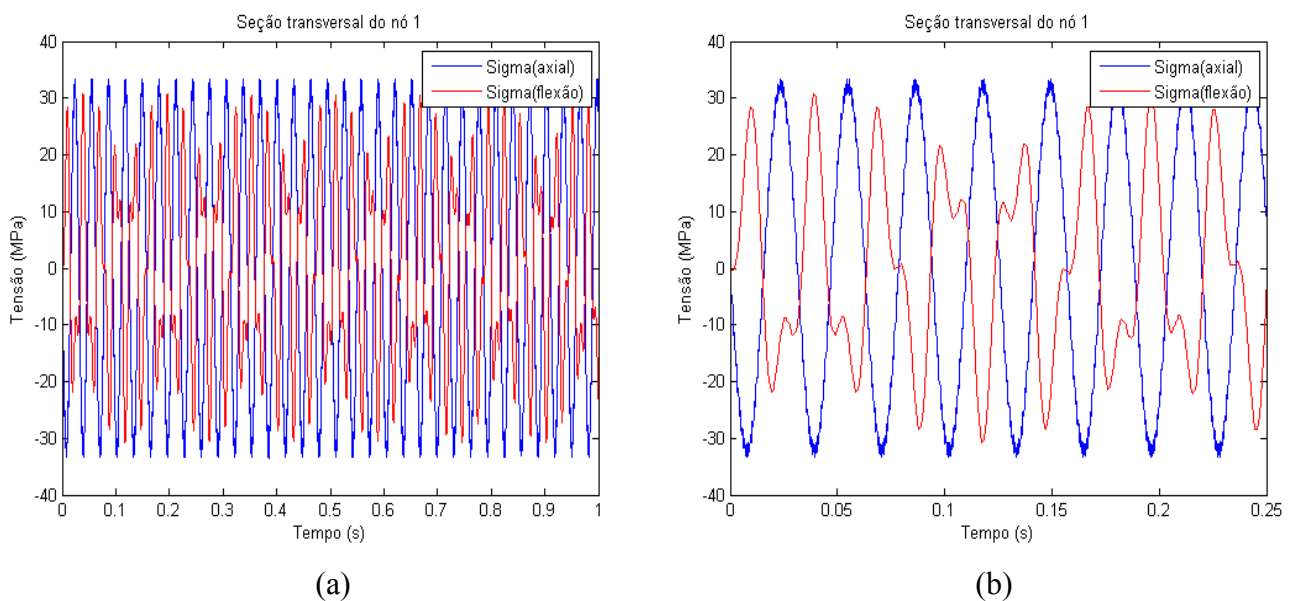 Seção transversal do nó 1
40
30
20
10
0
-10
-20
-30
-40
Tensão (MPa)
0 0.1 0.2 0.3 0.4 0.5 0.6 0.7 0.8 0.9 1
Tempo (s)
Sigma(axial)
Sigma(flexão)
(a)
Seção transversal do nó 1
40
30
20
10
0
-10
-20
-30
-40
Tensão (MPa)
0 0.05 0.1 0.15 0.2 0.25
Tempo (s)
Sigma(axial)
Sigma(flexão)
(b)